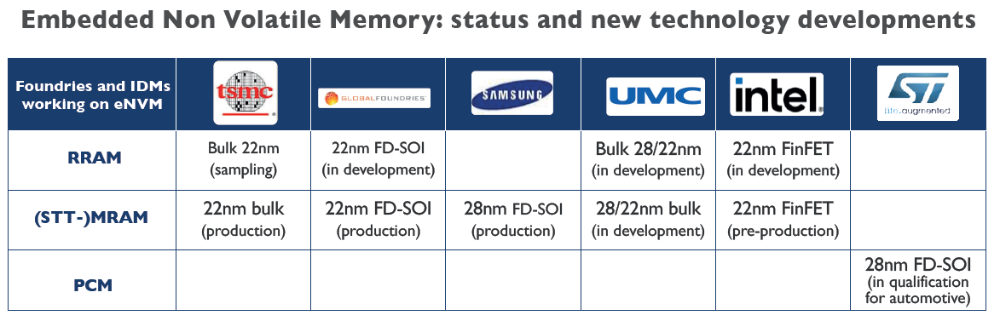 Embedded Non Volatile Memory: status and new technology developments
Foundries and IDMs
working on eNVM
tsmc
GLOBALFOUNDRIES
SAMSUNG
UMC
intel
ST
life.augmented
RRAM
Bulk 22nm
(sampling)
22nm FD-SOI
(in development)
Bulk 28/22nm
(in development)
22nm FinFET
(in development)
(STT-)MRAM
22nm bulk
(production)
22nm FD-SOI
(production)
28nm FD-SOI
(production)
28/22nm bulk
(in development)
22nm FinFET
(pre-production)
PCM
28nm FD-SOI
(in qualification
for automotive)